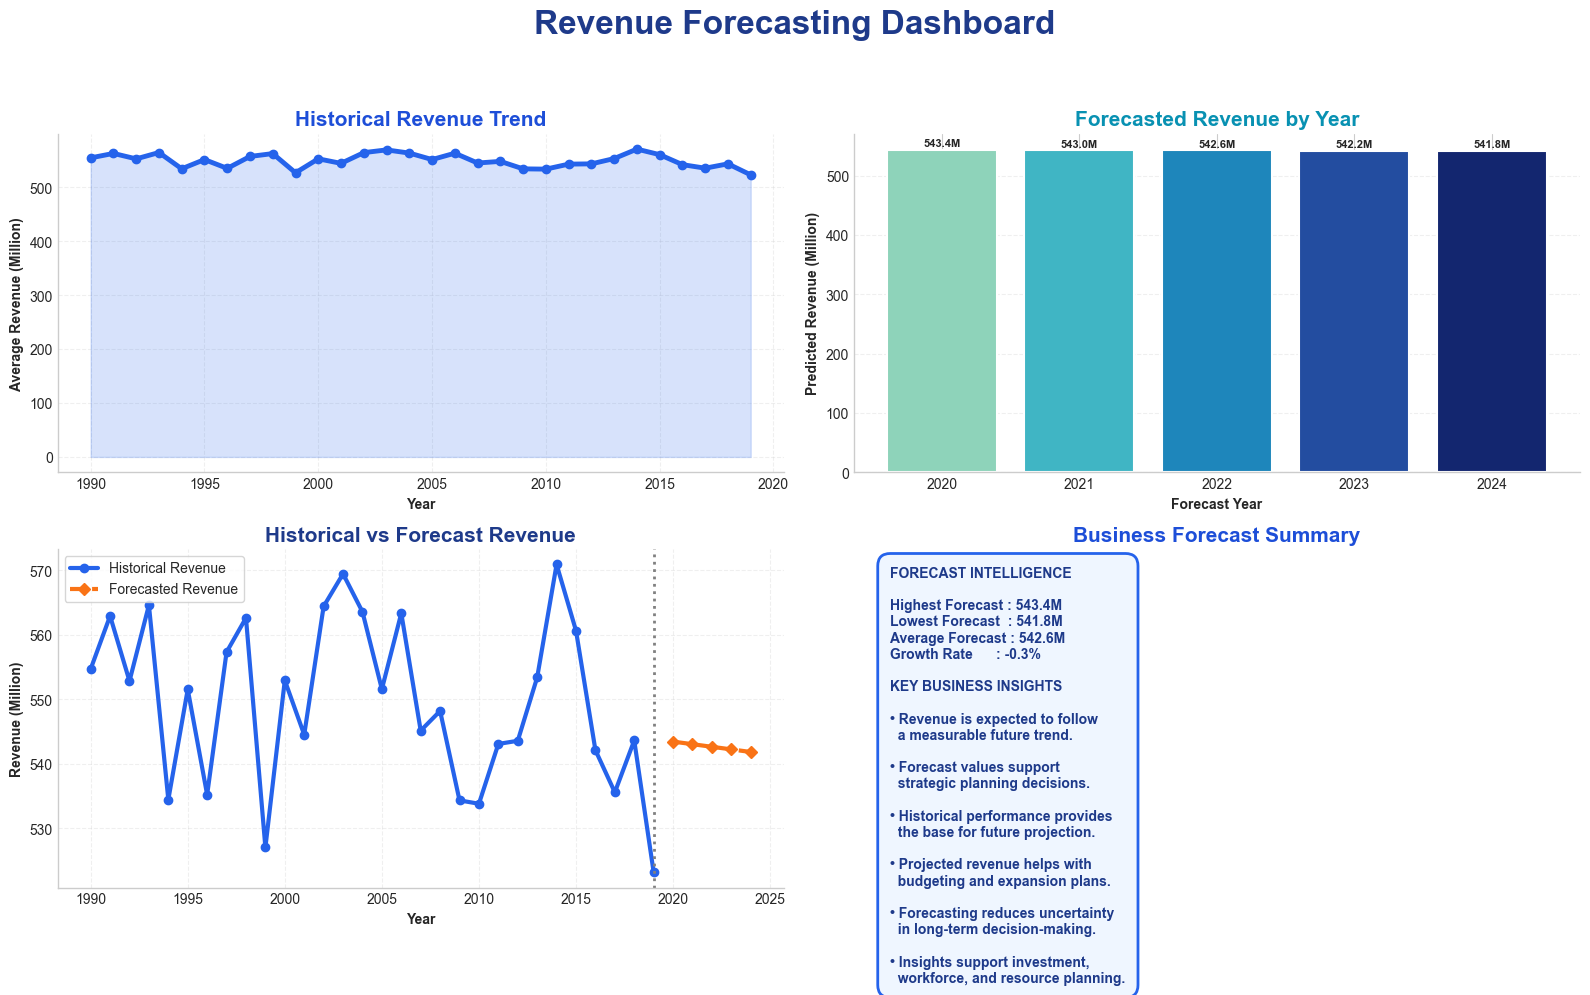 Revenue Forecasting Dashboard
Historical Revenue Trend
Average Revenue (Million)
500
400
300
200
100
0
1990 1995 2000 2005 2010 2015 2020
Year
Forecasted Revenue by Year
Predicted Revenue (Million)
543.4M 543.0M 542.6M 542.2M 541.8M
500
400
300
200
100
0
2020 2021 2022 2023 2024
Forecast Year
Historical vs Forecast Revenue
Historical Revenue
Forecasted Revenue
Revenue (Million)
570
560
550
540
530
1990 1995 2000 2005 2010 2015 2020 2025
Year
Business Forecast Summary
FORECAST INTELLIGENCE
Highest Forecast : 543.4M
Lowest Forecast : 541.8M
Average Forecast : 542.6M
Growth Rate : -0.3%
KEY BUSINESS INSIGHTS
• Revenue is expected to follow
a measurable future trend.
• Forecast values support
strategic planning decisions.
• Historical performance provides
the base for future projection.
• Projected revenue helps with
budgeting and expansion plans.
• Forecasting reduces uncertainty
in long-term decision-making.
• Insights support investment,
workforce, and resource planning.